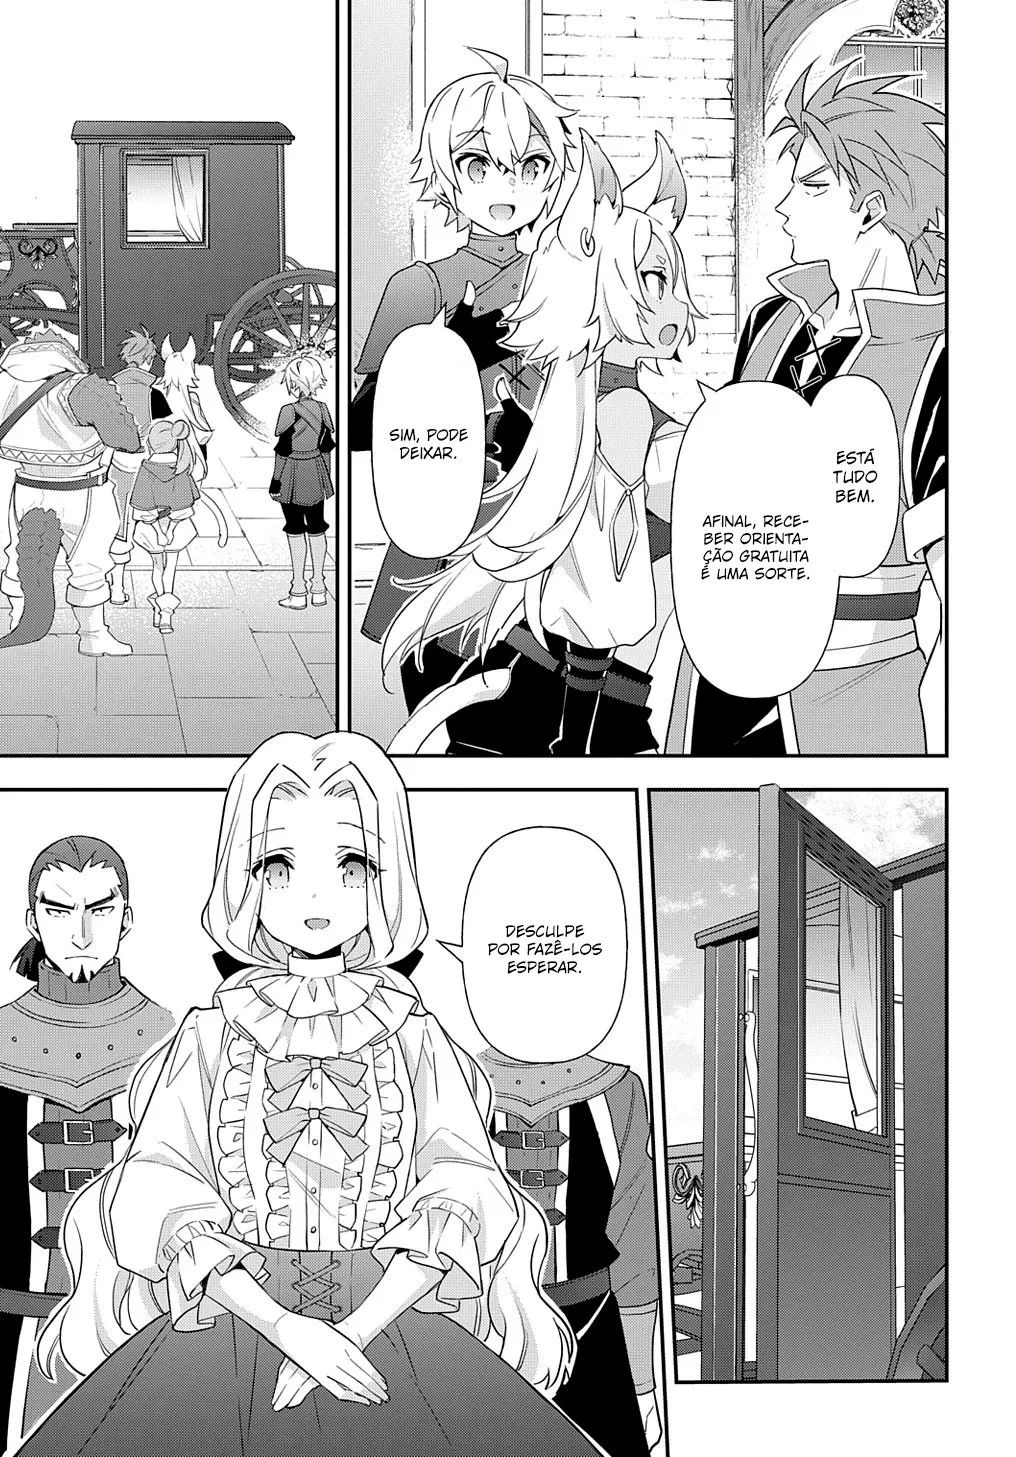 ESTÁ
TUDO
BEM.
AFINAL, RECE-
BER ORIENTA-
ÇÃO GRATUITA
É UMA SORTE.
SIM, PODE
DEIXAR.
DESCULPE
POR FAZÊ-LOS
ESPERAR.